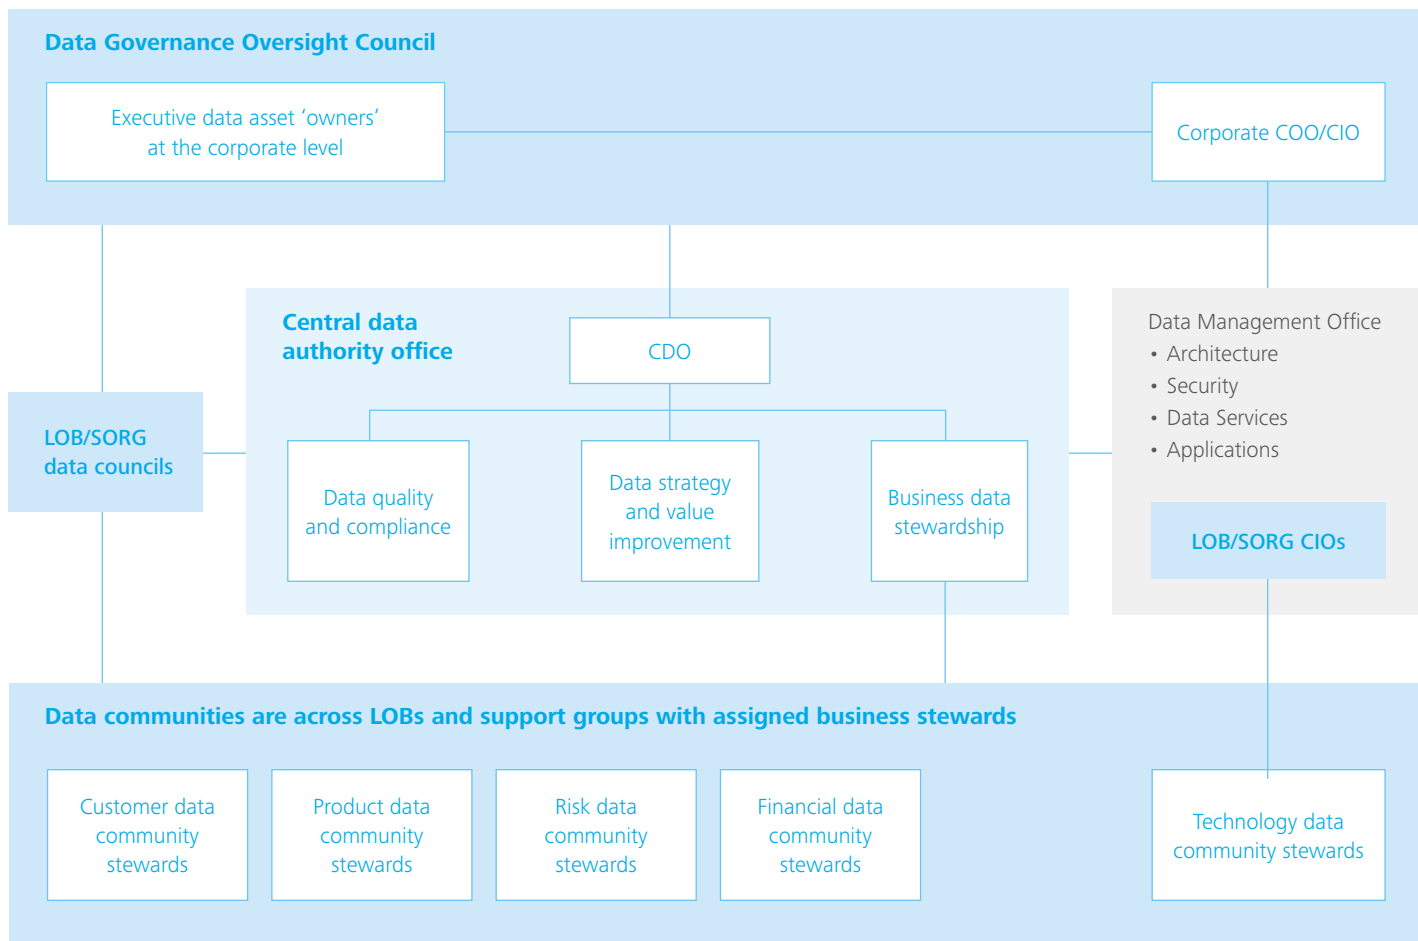 Data Governance Oversight Council
Executive data asset ‘owners’
at the corporate level
Corporate COO/CIO
Central data
authority office
CDO
Data Management Office
• Architecture
• Security
• Data Services
• Applications
LOB/SORG
data councils
Data quality
and compliance
Data strategy
and value
improvement
Business data
stewardship
LOB/SORG CIOs
Data communities are across LOBs and support groups with assigned business stewards
Customer data
community
stewards
Product data
community
stewards
Risk data
community
stewards
Financial data
community
stewards
Technology data
community stewards